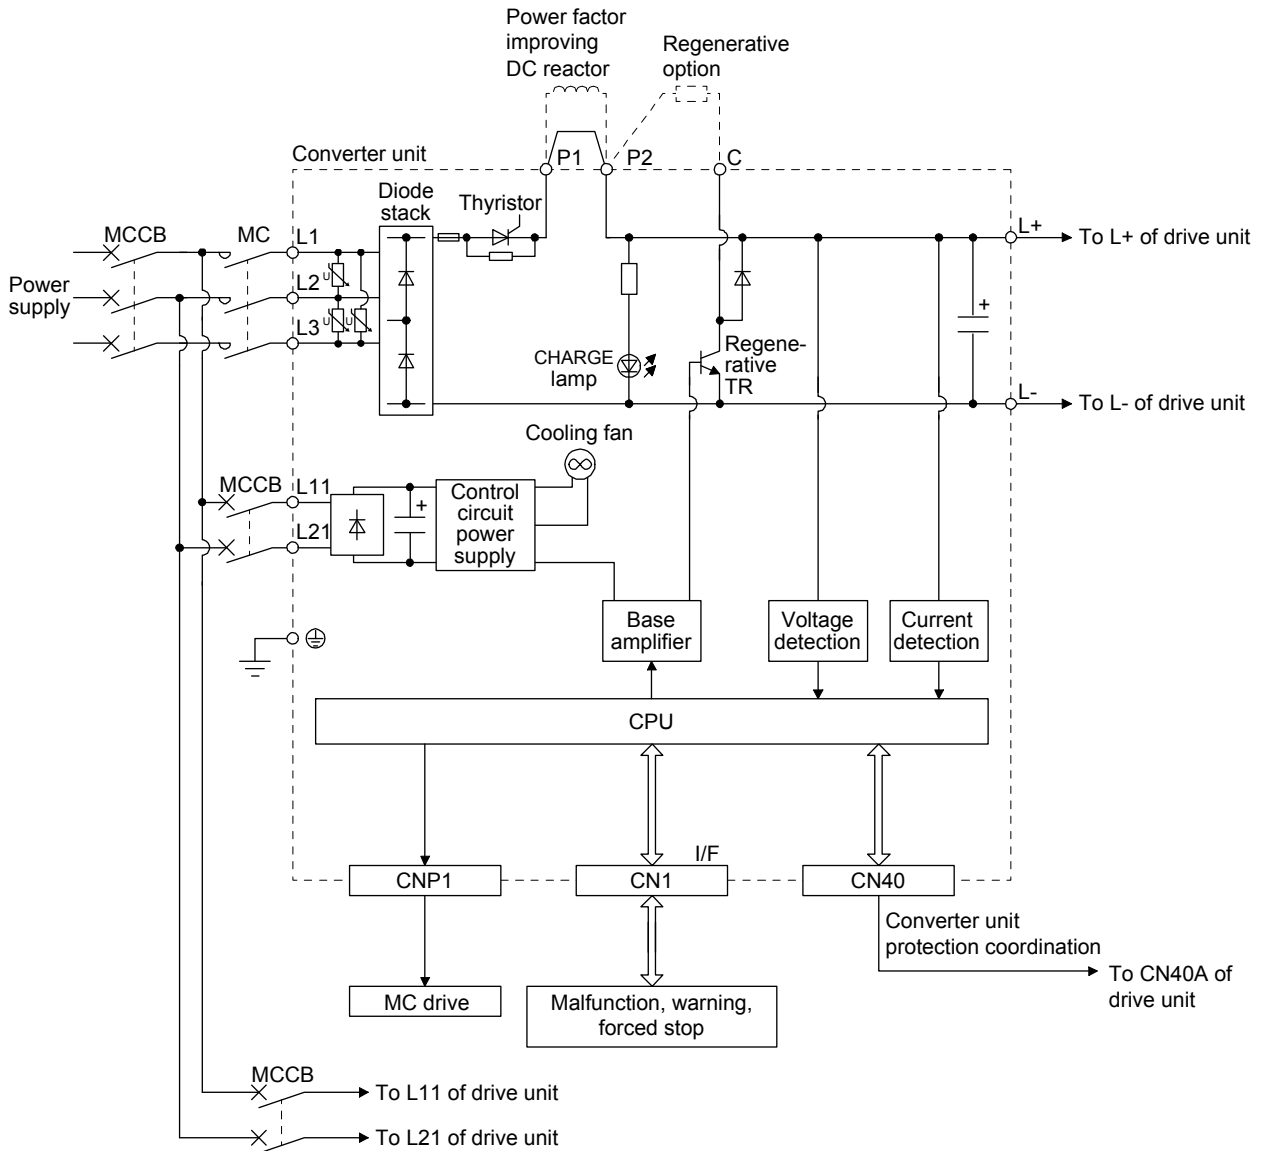 Power factor
improving
DC reactor
Regenerative
option
Converter unit
P1
P2
C
Diode
stack
Thyristor
MCCB
MC
L1
L+
To L+ of drive unit
Power
supply
L2
U
+
L3
U
U
CHARGE
lamp
Regene-
rative
TR
L-
To L- of drive unit
Cooling fan
MCCB
L11
+
Control
circuit
power
supply
L21
Base
amplifier
Voltage
detection
Current
detection
CPU
I/F
CNP1
CN1
CN40
Converter unit
protection coordination
To CN40A of
drive unit
MC drive
Malfunction, warning,
forced stop
MCCB
To L11 of drive unit
To L21 of drive unit